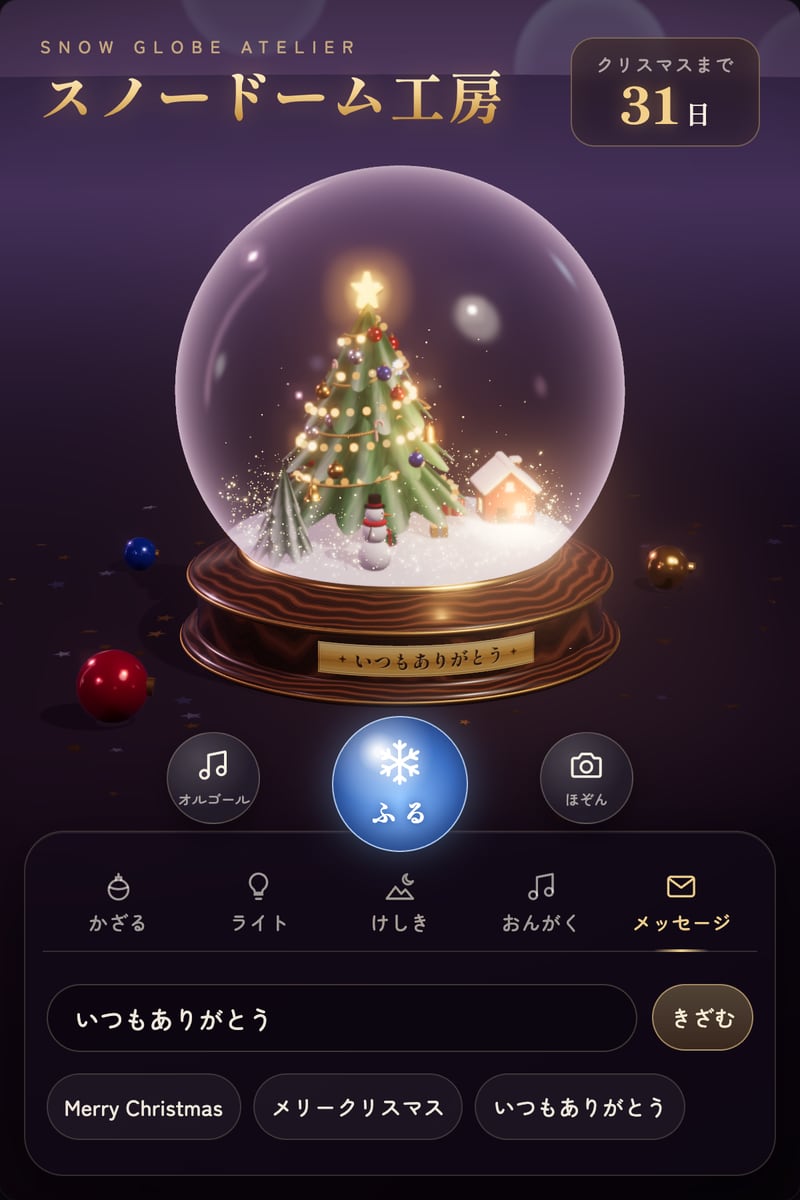 SNOW GLOBE ATELIER
スノードーム工房
クリスマスまで
31日
いつもありがとう
オルゴール
ふる
ほぞん
かざる
ライト
けしき
おんがく
メッセージ
いつもありがとう
きざむ
Merry Christmas
メリークリスマス
いつもありがとう